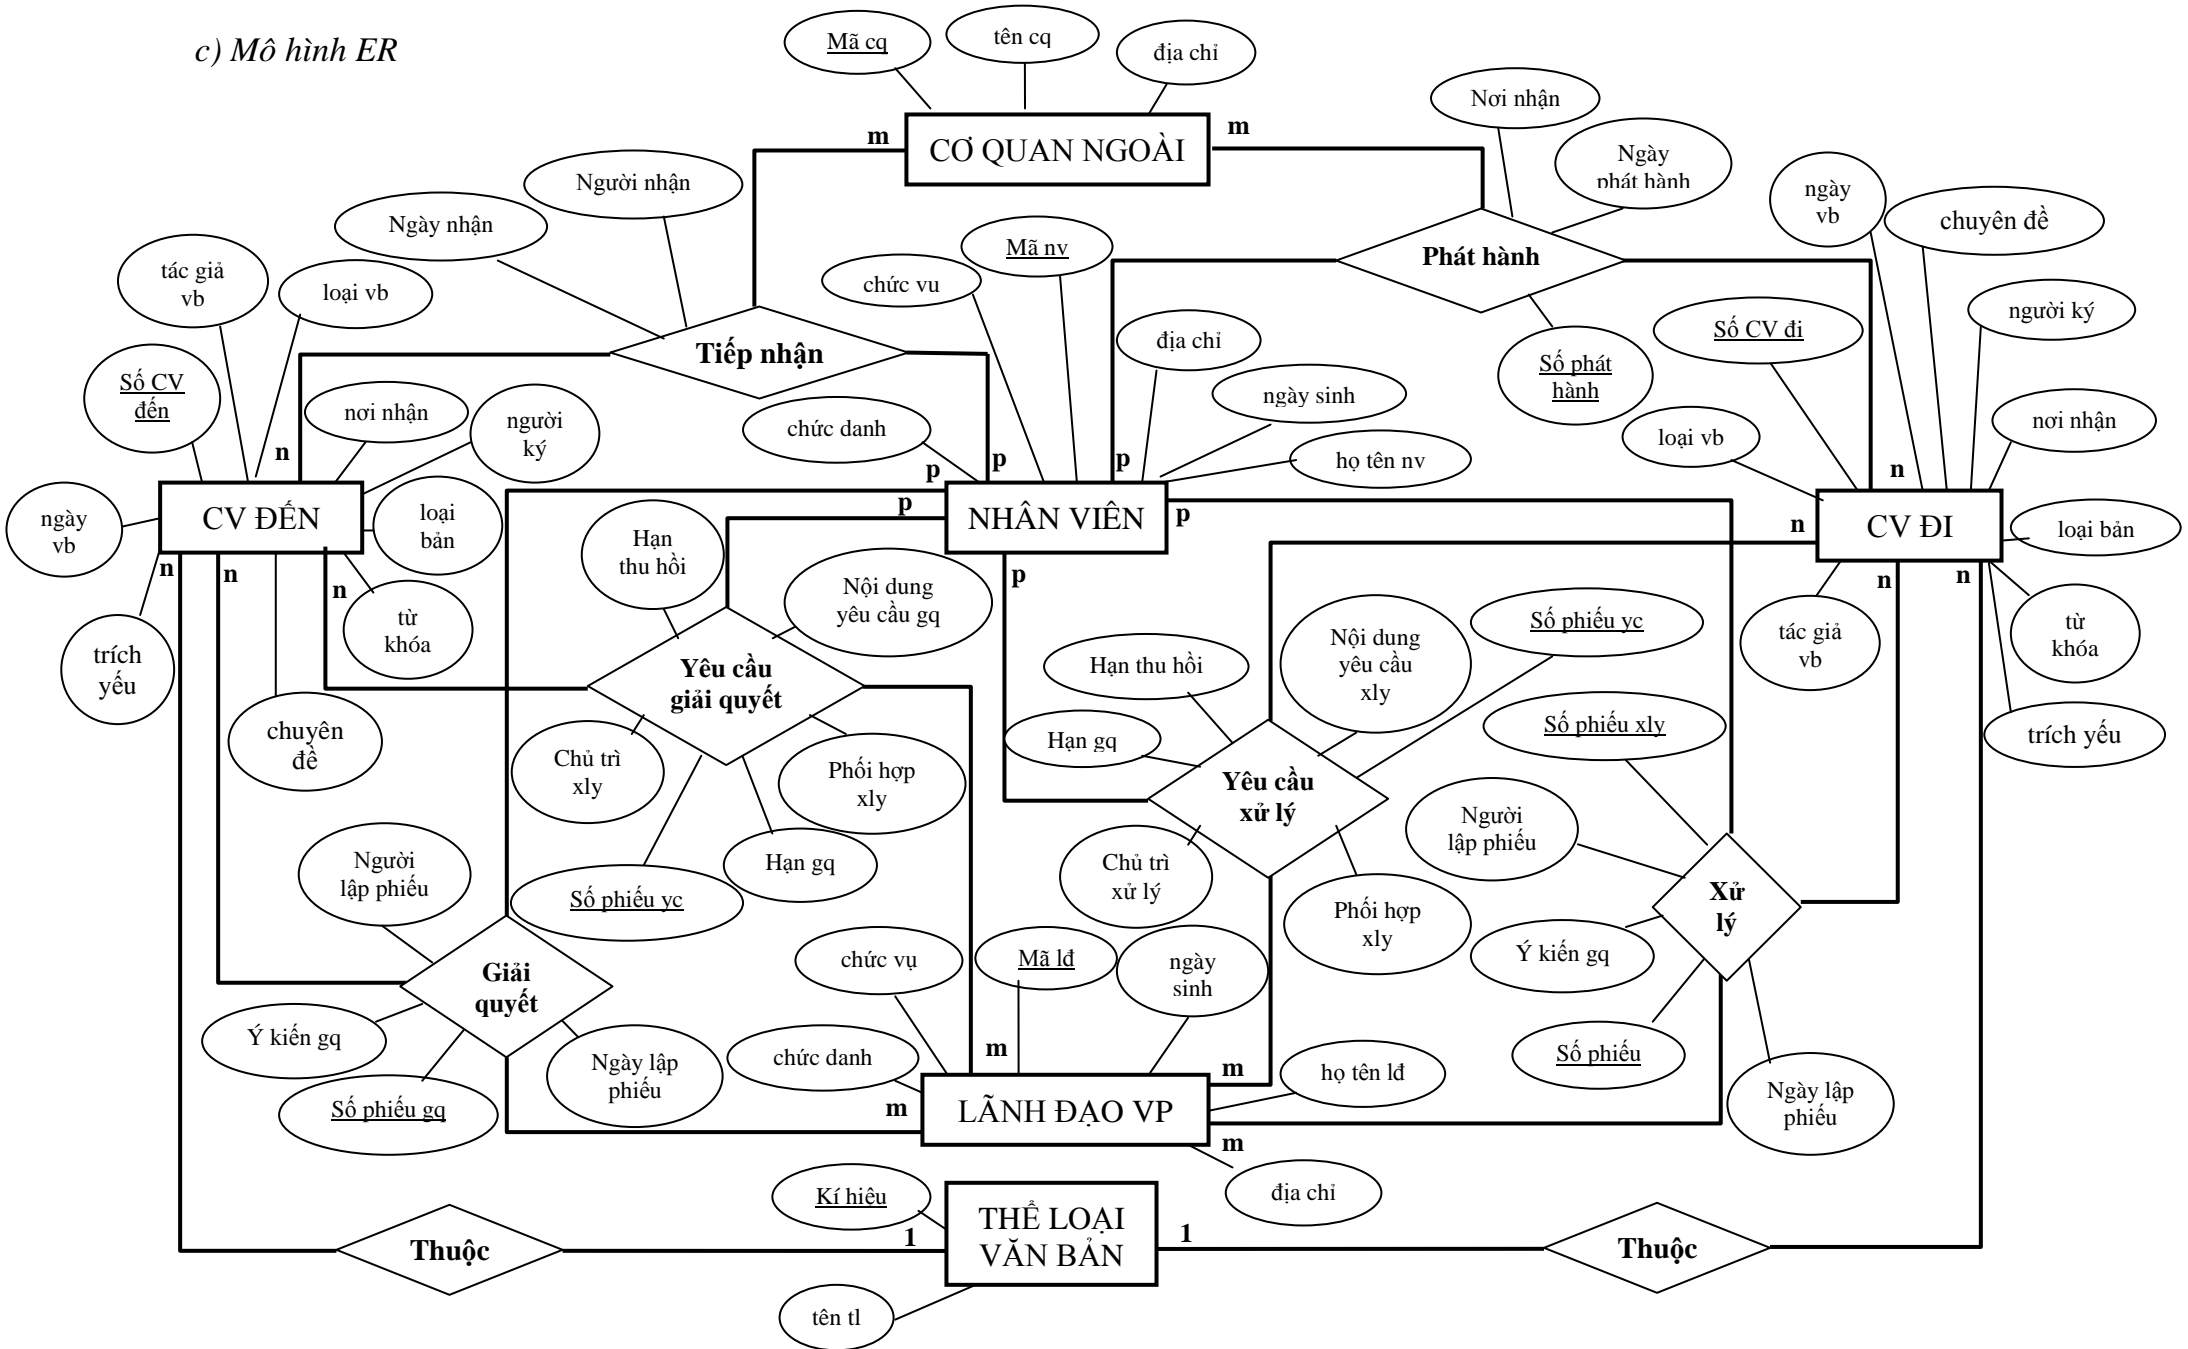 c) Mô hình ER
Mã cq
tên cq
địa chỉ
CƠ QUAN NGOÀI
m
m
Nơi nhận
Ngày
phát hành
Phát hành
Số phát
hành
Người nhận
Ngày nhận
Tiếp nhận
tác giả
vb
loại vb
Số CV
đến
nơi nhận
người
ký
n
CV ĐẾN
ngày
vb
loại
bản
n
n
n
trích
yếu
từ
khóa
chuyên
đề
chức vu
Mã nv
địa chỉ
ngày sinh
họ tên nv
chức danh
p
p
p
p
p
p
NHÂN VIÊN
ngày
vb
chuyên đề
người ký
Số CV đi
nơi nhận
loại vb
n
n
CV ĐI
loại bản
n
n
tác giả
vb
từ
khóa
trích yếu
Hạn
thu hồi
Nội dung
yêu cầu gq
Yêu cầu
giải quyết
Chủ trì
xly
Phối hợp
xly
Hạn gq
Số phiếu yc
Hạn thu hồi
Nội dung
yêu cầu
xly
Số phiếu yc
Hạn gq
Yêu cầu
xử lý
Chủ trì
xử lý
Phối hợp
xly
Số phiếu xly
Người
lập phiếu
Xử
lý
Ý kiến gq
Số phiếu
Ngày lập
phiếu
Người
lập phiếu
Giải
quyết
Ý kiến gq
Số phiếu gq
Ngày lập
phiếu
chức vụ
Mã lđ
ngày
sinh
chức danh
họ tên lđ
m
m
m
m
LÃNH ĐẠO VP
địa chỉ
Kí hiệu
THỂ LOẠI
VĂN BẢN
1
1
Thuộc
Thuộc
tên tl